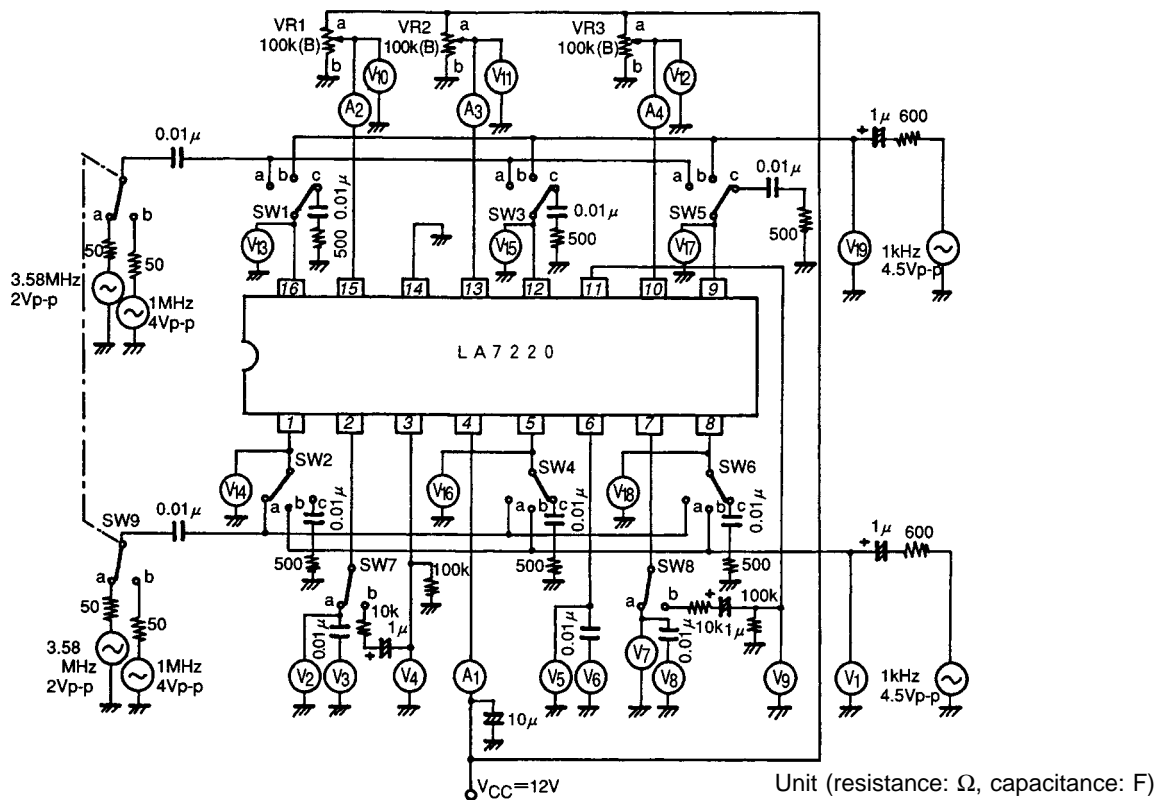 VR1 a
100k(B)
b
V10
A2
VR2 a
100k(B)
b
V11
A3
VR3 a
100k(B)
b
V12
A4
0.01μ
1μ 600
+
a b c
SW1
0.01μ
500
V13
a b c
SW3
0.01μ
500
V15
a b c
SW5
0.01μ
500
V17
V19
1kHz
4.5Vp-p
a b
50 50
3.58MHz
2Vp-p
1MHz
4Vp-p
16 15 14 13 12 11 10 9
LA7220
1 2 3 4 5 6 7 8
SW2
V14
a b c
0.01μ
500
SW4
V16
a b c
0.01μ
500
SW6
V18
a b c
0.01μ
500
SW9
0.01μ
a b
50 50
3.58
MHz
2Vp-p
1MHz
4Vp-p
SW7
a b
10k
1μ
+
100k
0.01μ
V2 V3 V4 A1
10μ
0.01μ
V5 V6
SW8
a b
+
10k 1μ
100k
0.01μ
V7 V8 V9 V1
1μ 600
+
1kHz
4.5Vp-p
VCC=12V
Unit (resistance: Ω, capacitance: F)